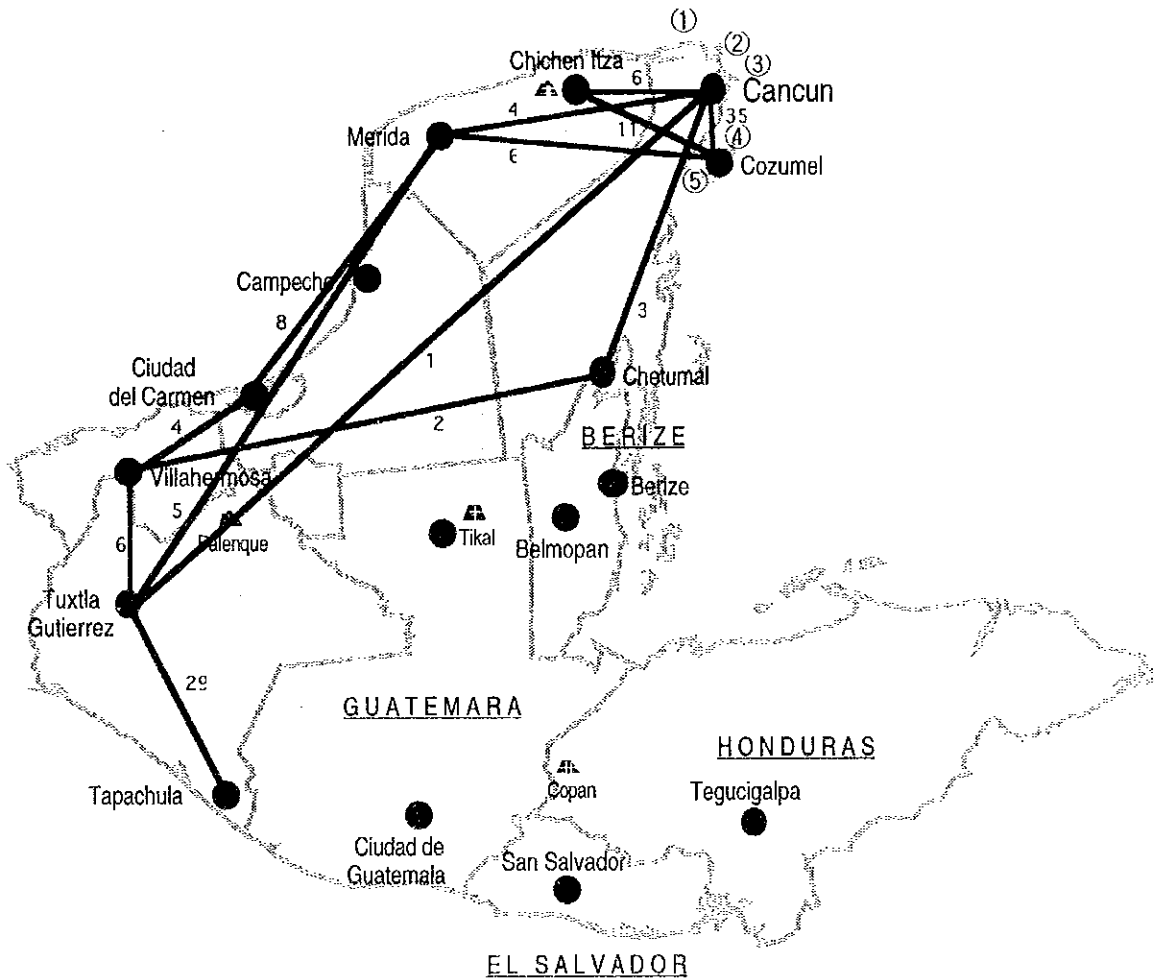 ①
②
Chichen Itza
③
6
Cancun
4
35
11
④
Merida
6
Cozumel
⑤
Campeche
3
8
1
Ciudad
del Carmen
Chetumal
4
2
BERIZE
Villahermosa
Berize
5
Tikal
6
Palenque
Belmopan
Tuxtla
Gutierrez
29
GUATEMARA
HONDURAS
Copan
Tapachula
Tegucigalpa
Ciudad de
Guatemala
San Salvador
EL SALVADOR